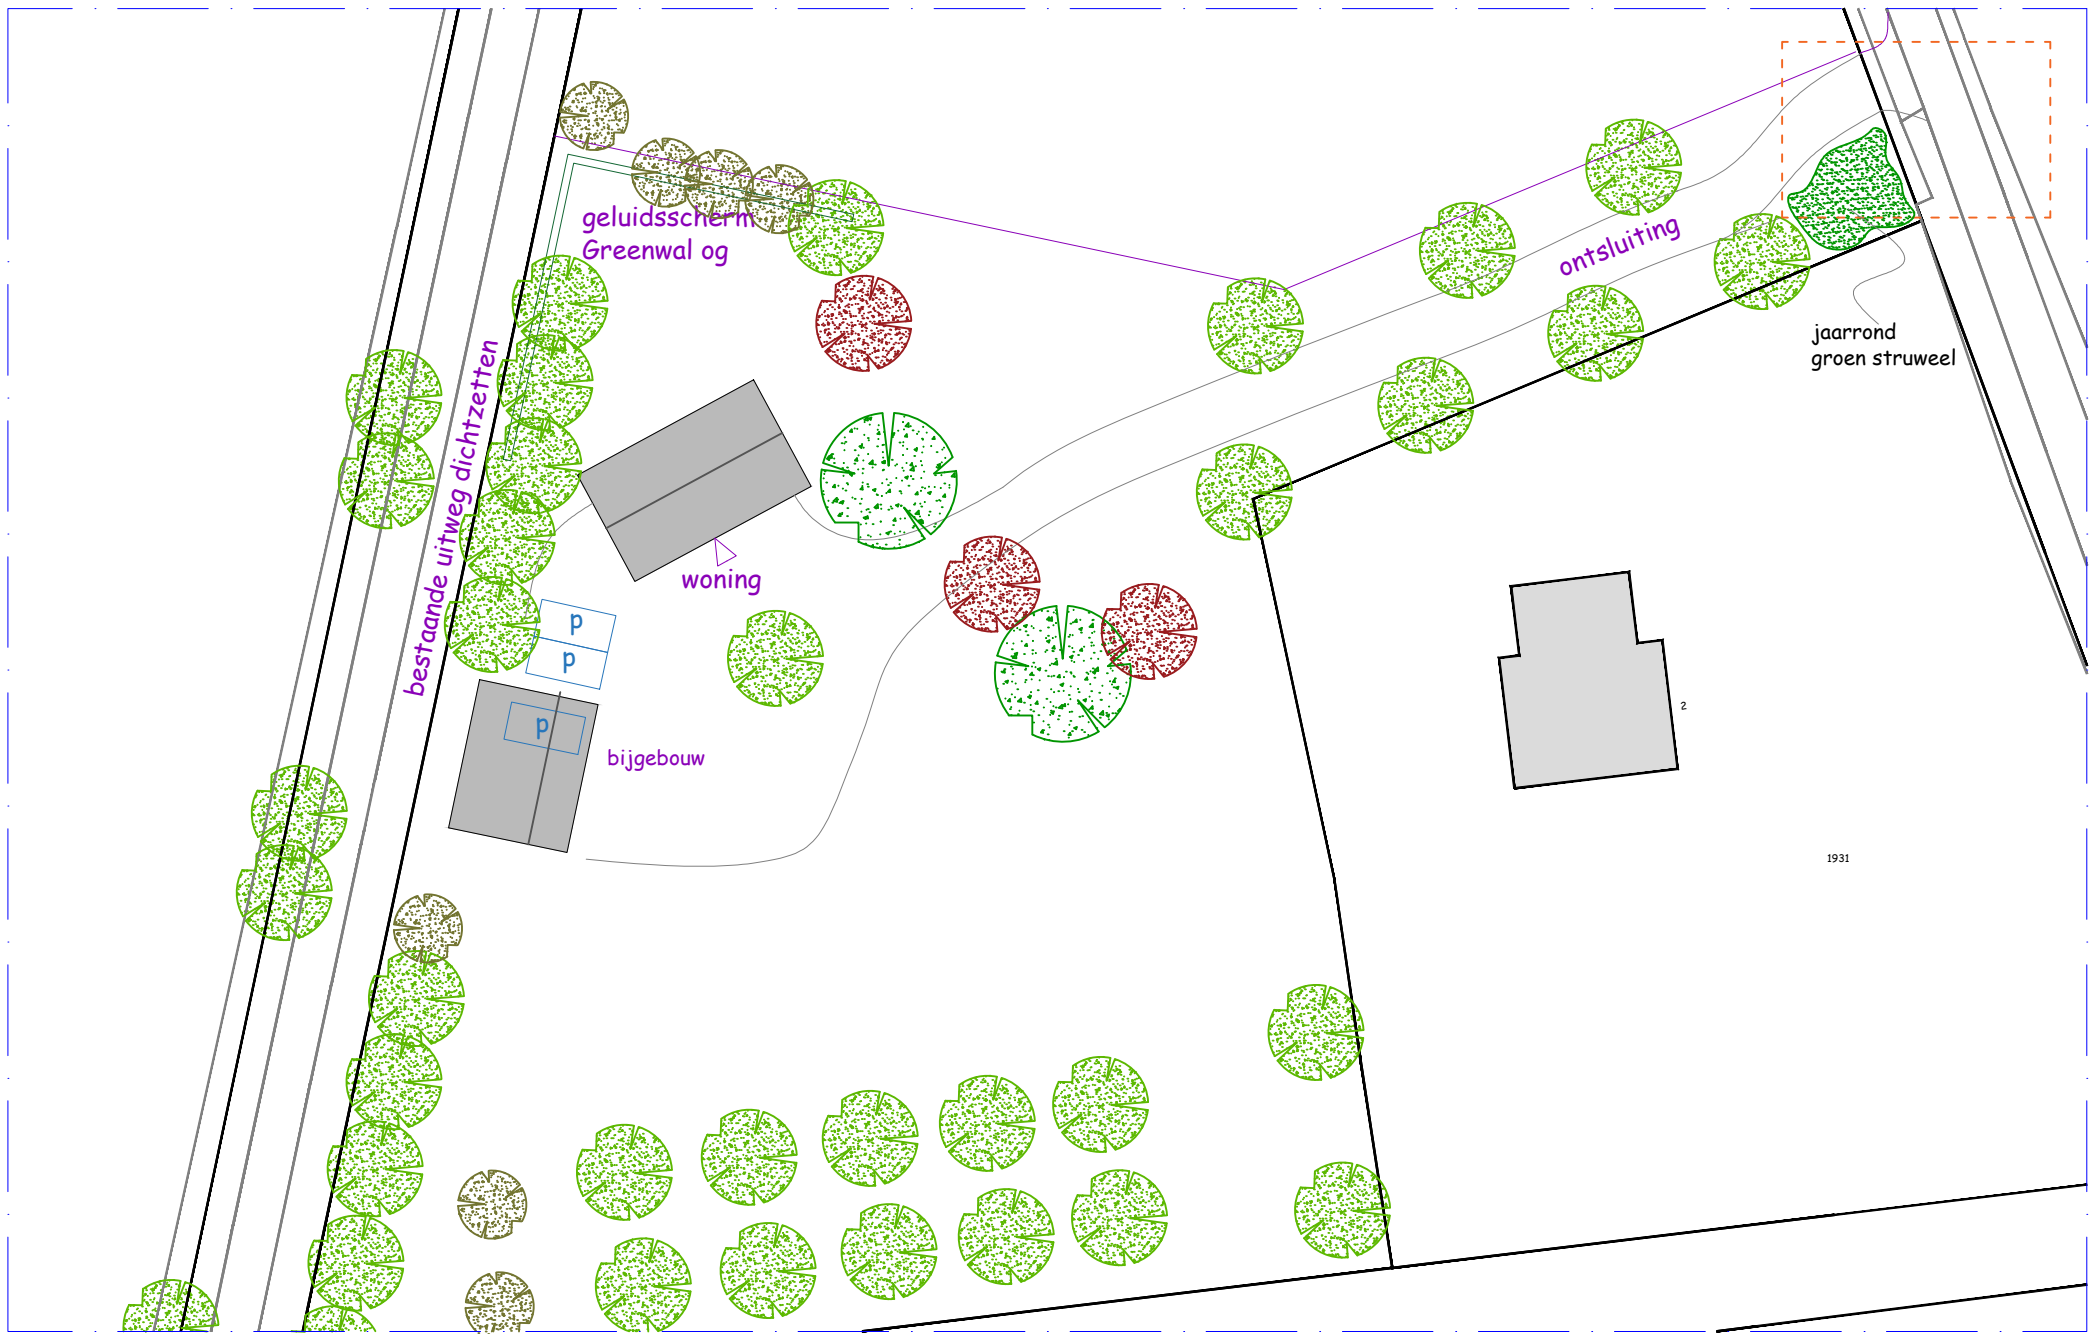 geluidsscherm
Greenwal og
ontsluiting
jaarrond
groen struweel
bestaande uitweg dichtzetten
woning
p
p
p
bijgebouw
2
1931